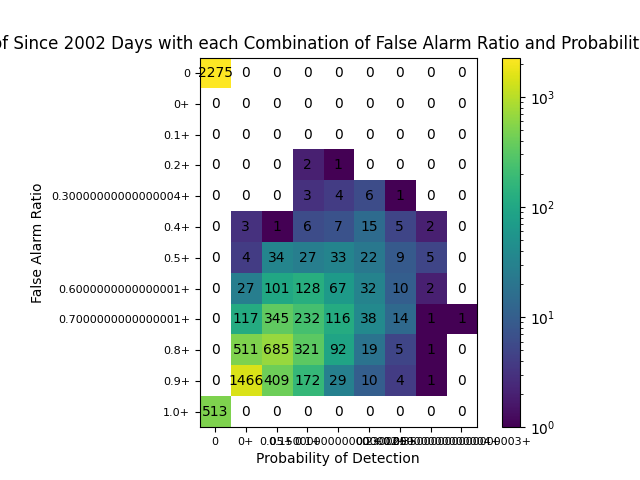 of Since 2002 Days with each Combination of False Alarm Ratio and Probabilit
0 2275 0 0 0 0 0 0 0 0
0+ 0 0 0 0 0 0 0 0 0
0.1+ 0 0 0 0 0 0 0 0 0
0.2+ 0 0 0 2 1 0 0 0 0
0.30000000000000004+ 0 0 0 3 4 6 1 0 0
0.4+ 0 3 1 6 7 15 5 2 0
0.5+ 0 4 34 27 33 22 9 5 0
0.6000000000000001+ 0 27 101 128 67 32 10 2 0
0.7000000000000001+ 0 117 345 232 116 38 14 1 1
0.8+ 0 511 685 321 92 19 5 1 0
0.9+ 0 1466 409 172 29 10 4 1 0
1.0+ 513 0 0 0 0 0 0 0 0
0 0+
Probability of Detection
False Alarm Ratio
10³
10²
10¹
10⁰